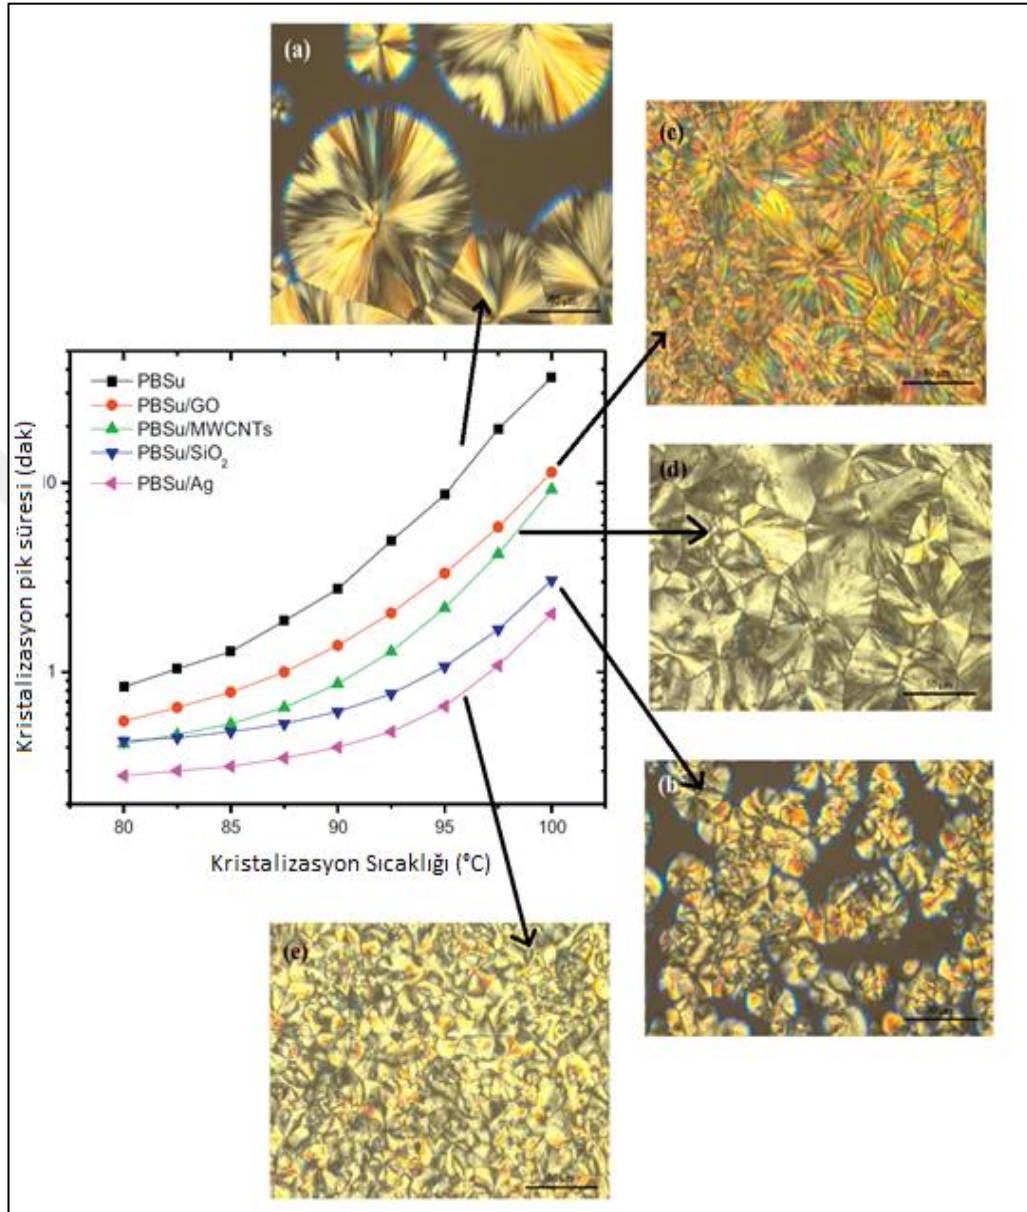 (a)
(c)
PBSu
PBSu/GO
PBSu/MWCNTs
PBSu/SiO₂
PBSu/Ag
Kristalizasyon pik süresi (dak)
10
1
80 85 90 95 100
Kristalizasyon Sıcaklığı (°C)
(d)
(b)
(e)